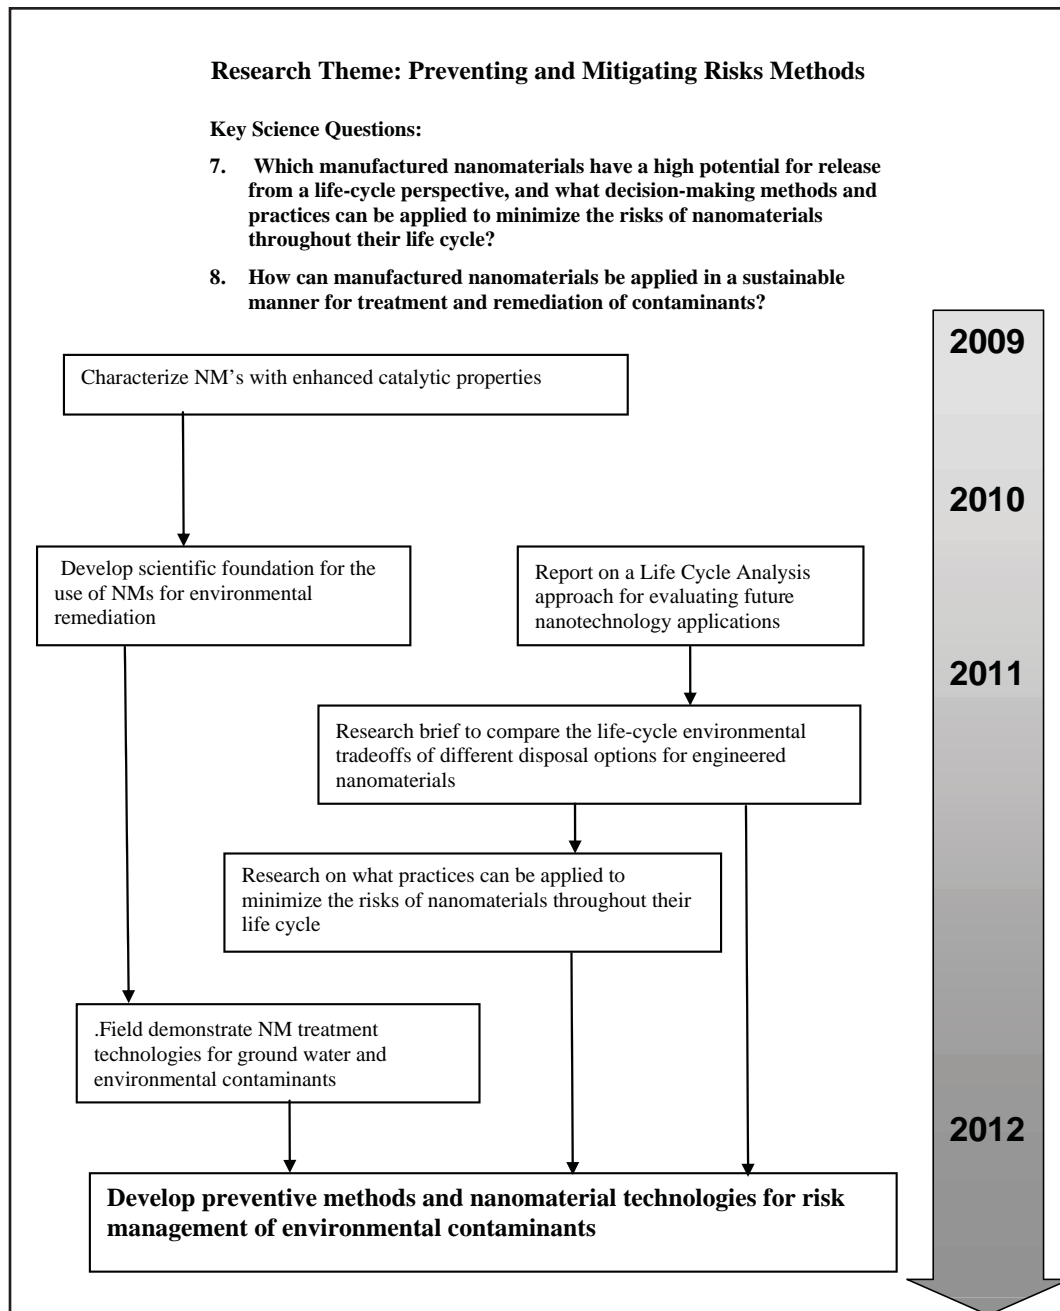 Research Theme: Preventing and Mitigating Risks Methods
Key Science Questions:
7. Which manufactured nanomaterials have a high potential for release
from a life-cycle perspective, and what decision-making methods and
practices can be applied to minimize the risks of nanomaterials
throughout their life cycle?
8. How can manufactured nanomaterials be applied in a sustainable
manner for treatment and remediation of contaminants?
2009
Characterize NM’s with enhanced catalytic properties
2010
Develop scientific foundation for the
use of NMs for environmental
remediation
Report on a Life Cycle Analysis
approach for evaluating future
nanotechnology applications
2011
Research brief to compare the life-cycle environmental
tradeoffs of different disposal options for engineered
nanomaterials
Research on what practices can be applied to
minimize the risks of nanomaterials throughout their
life cycle
.Field demonstrate NM treatment
technologies for ground water and
environmental contaminants
2012
Develop preventive methods and nanomaterial technologies for risk
management of environmental contaminants